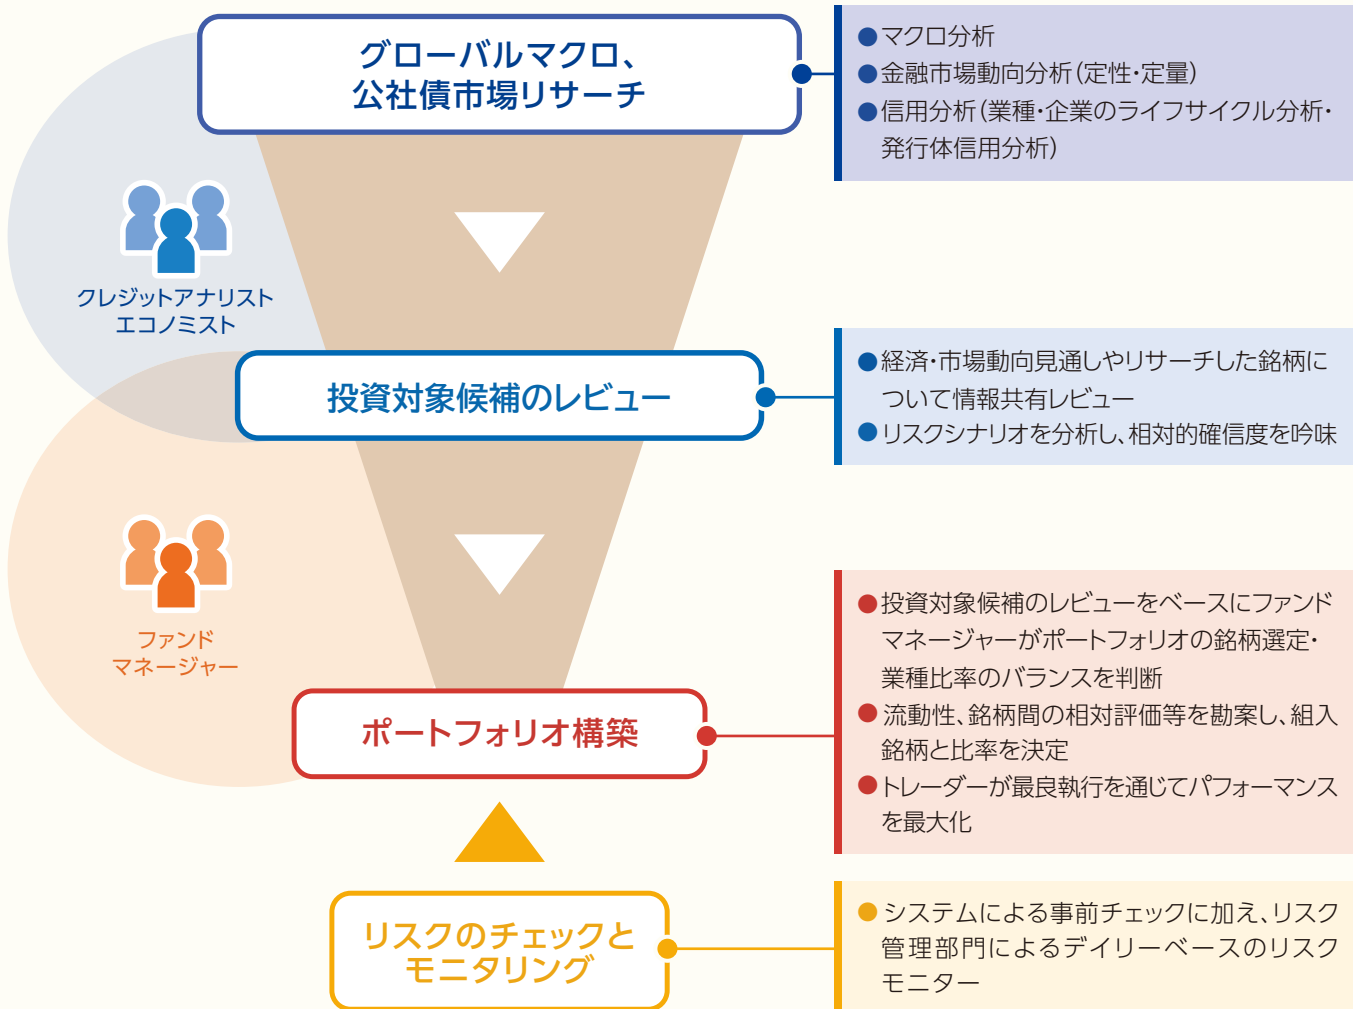 グローバルマクロ、
公社債市場リサーチ
●マクロ分析
●金融市場動向分析(定性・定量)
●信用分析(業種・企業のライフサイクル分析・
発行体信用分析)
クレジットアナリスト
エコノミスト
投資対象候補のレビュー
●経済・市場動向見通しやリサーチした銘柄に
ついて情報共有レビュー
●リスクシナリオを分析し、相対的確信度を吟味
ファンド
マネージャー
ポートフォリオ構築
●投資対象候補のレビューをベースにファンド
マネージャーがポートフォリオの銘柄選定・
業種比率のバランスを判断
●流動性、銘柄間の相対評価等を勘案し、組入
銘柄と比率を決定
●トレーダーが最良執行を通じてパフォーマンス
を最大化
リスクのチェックと
モニタリング
●システムによる事前チェックに加え、リスク
管理部門によるデイリーベースのリスク
モニター